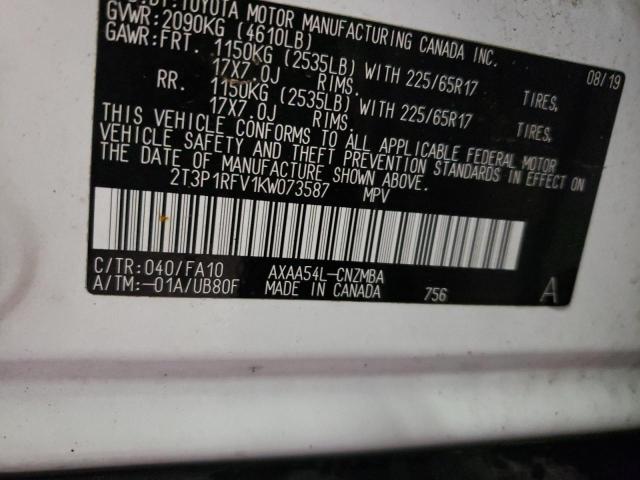 BY:TOYOTA MOTOR MANUFACTURING CANADA INC.
GVWR:2090KG (4610LB) 08/19
GAWR:FRT. 1150KG (2535LB) WITH 225/65R17 TIRES,
17X7.0J RIMS.
RR. 1150KG (2535LB) WITH 225/65R17 TIRES,
17X7.0J RIMS.
THIS VEHICLE CONFORMS TO ALL APPLICABLE FEDERAL MOTOR
VEHICLE SAFETY AND THEFT PREVENTION STANDARDS IN EFFECT ON
THE DATE OF MANUFACTURE SHOWN ABOVE.
2T3P1RFV1KW073587 MPV
C/TR:040/FA10 AXAA54L-CNZMBA
A/TM:-01A/UB80F MADE IN CANADA 756 A